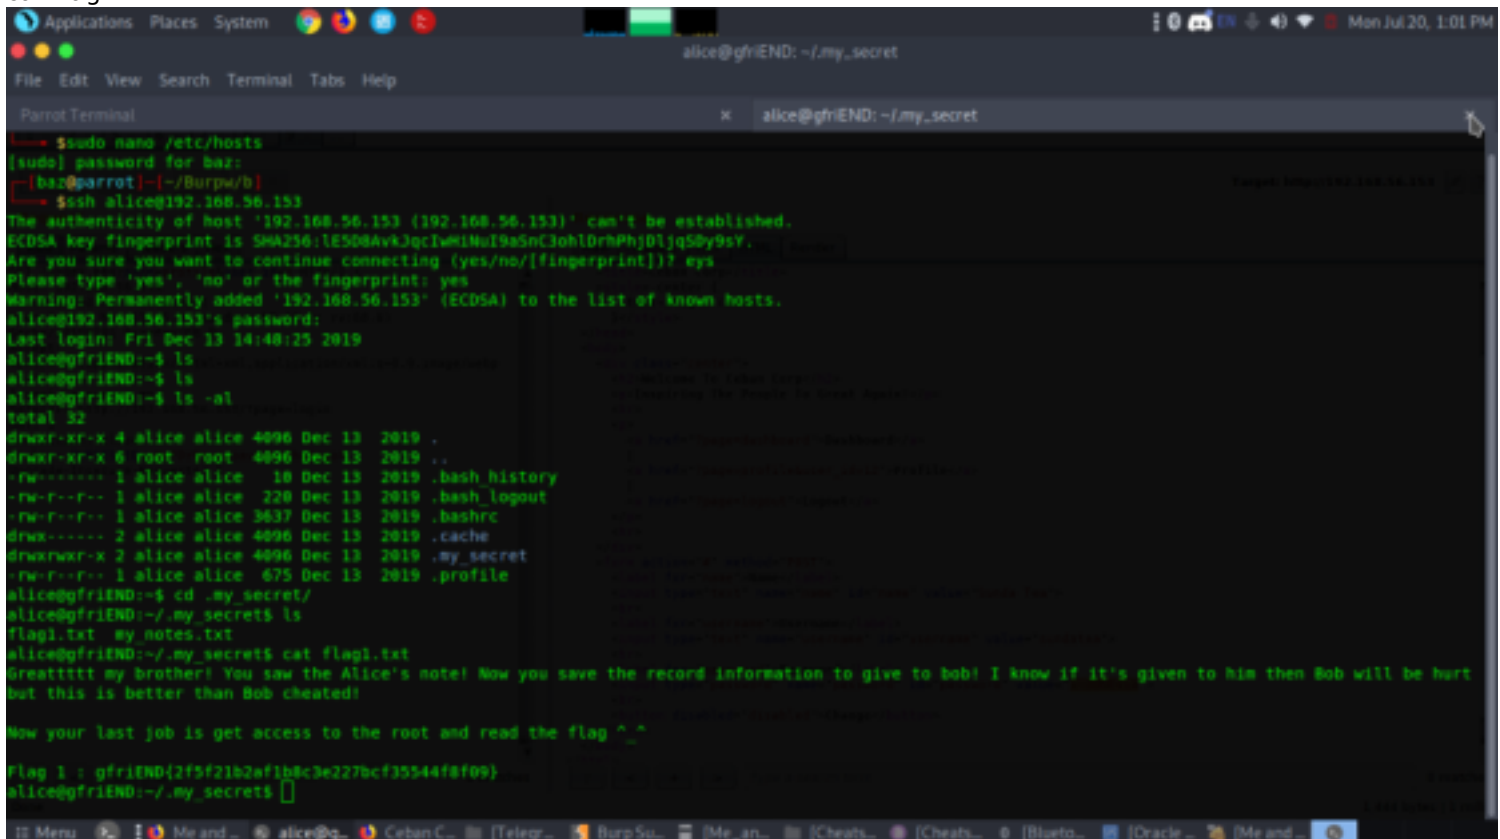 Applications Places System
EN Mon Jul 20, 1:01 PM
alice@gfriEND: ~/.my_secret
File Edit View Search Terminal Tabs Help
Parrot Terminal × alice@gfriEND: ~/.my_secret ×
$sudo nano /etc/hosts
[sudo] password for baz:
[baz@parrot]-[~/Burpw/b]
$ssh alice@192.168.56.153
The authenticity of host '192.168.56.153 (192.168.56.153)' can't be established.
ECDSA key fingerprint is
Are you sure you want to continue connecting (yes/no/[fingerprint])? eys
Please type 'yes', 'no' or the fingerprint: yes
Warning: Permanently added '192.168.56.153' (ECDSA) to the list of known hosts.
alice@192.168.56.153's password:
Last login: Fri Dec 13 14:48:25 2019
alice@gfriEND:~$ ls
alice@gfriEND:~$ ls
alice@gfriEND:~$ ls -al
total 32
drwxr-xr-x 4 alice alice 4096 Dec 13 2019 .
drwxr-xr-x 6 root root 4096 Dec 13 2019 ..
-rw------- 1 alice alice 10 Dec 13 2019 .bash_history
-rw-r--r-- 1 alice alice 220 Dec 13 2019 .bash_logout
-rw-r--r-- 1 alice alice 3637 Dec 13 2019 .bashrc
drwx------ 2 alice alice 4096 Dec 13 2019 .cache
drwxrwxr-x 2 alice alice 4096 Dec 13 2019 .my_secret
-rw-r--r-- 1 alice alice 675 Dec 13 2019 .profile
alice@gfriEND:~$ cd .my_secret/
alice@gfriEND:~/.my_secret$ ls
flag1.txt my_notes.txt
alice@gfriEND:~/.my_secret$ cat flag1.txt
Greattttt my brother! You saw the Alice's note! Now you save the record information to give to bob! I know if it's given to him then Bob will be hurt
but this is better than Bob cheated!
Now your last job is get access to the root and read the flag ^_^
Flag 1 : gfriEND{2f5f21b2af1b8c3e227bcf35544f8f09}
alice@gfriEND:~/.my_secret$
Menu Me and ... alice@g... Ceban C... [Telegr... Burp Su... [Me_an... [Cheats... [Cheats... [Blueto... [Oracle ... [Me and ...